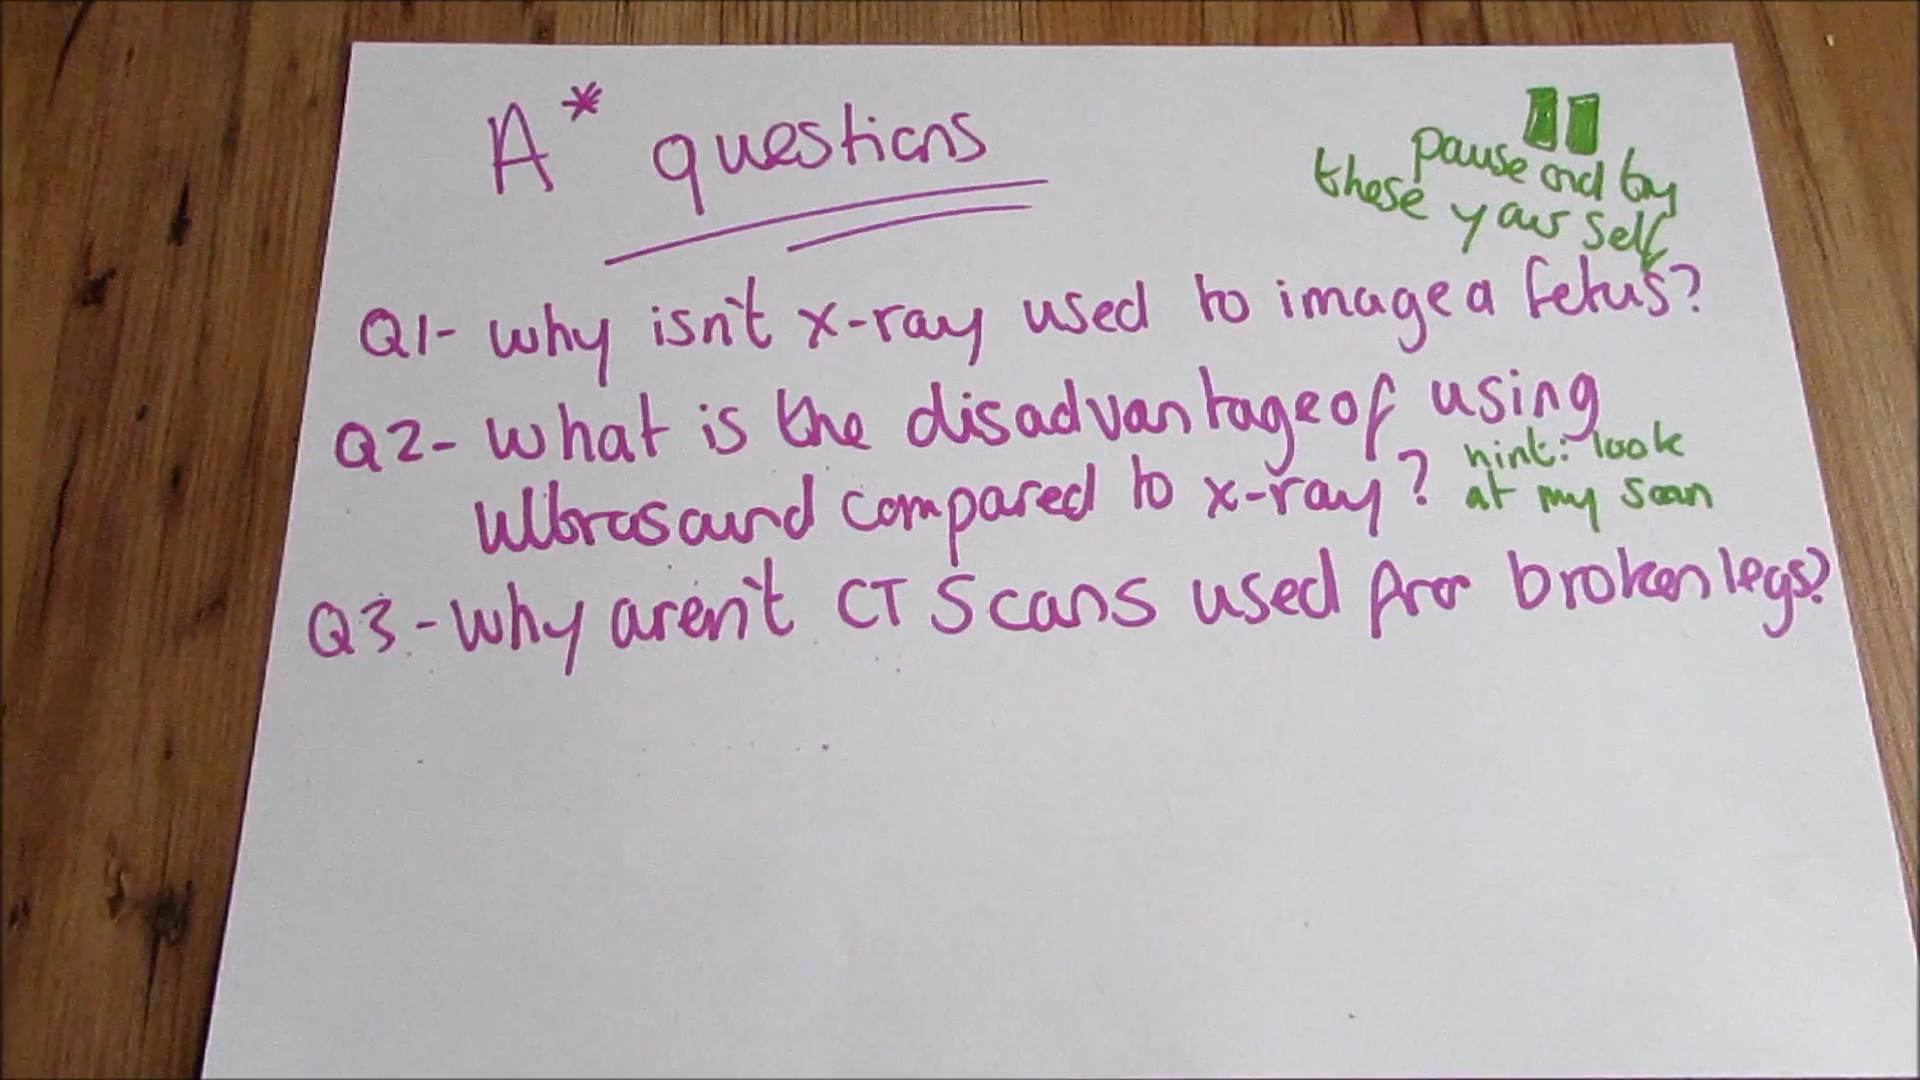 A* questions
pause and try
these your self
Q1- why isn't x-ray used to image a fetus?
Q2- What is the disadvantage of using
ultrasound compared to x-ray?
hint: look
at my scan
Q3- Why aren't CT Scans used for broken legs?